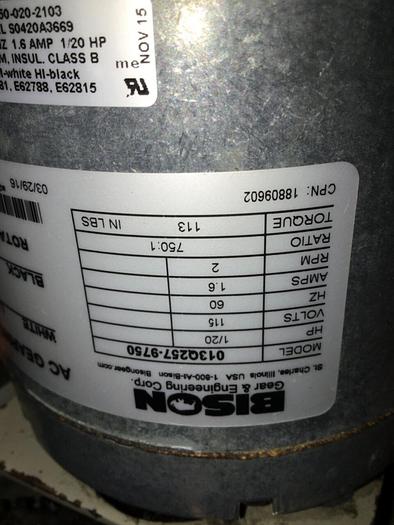 50-020-2103
L S0420A3669
HZ 1.6 AMP 1/20 HP
M, INSUL. CLASS B
-white HI-black
81, E62788, E62815
me
NOV 15
BISON
Gear & Engineering Corp.
St. Charles, Illinois USA 1-800-At-Bison Bisongear.com
AC GEAR
MODEL 013Q257-9750
HP 1/20
VOLTS 115
HZ 60
AMPS 1.6
RPM 2
RATIO 750:1
TORQUE 113 IN LBS
CPN: 18809602
WHITE
BLACK
ROTA
03/29/16